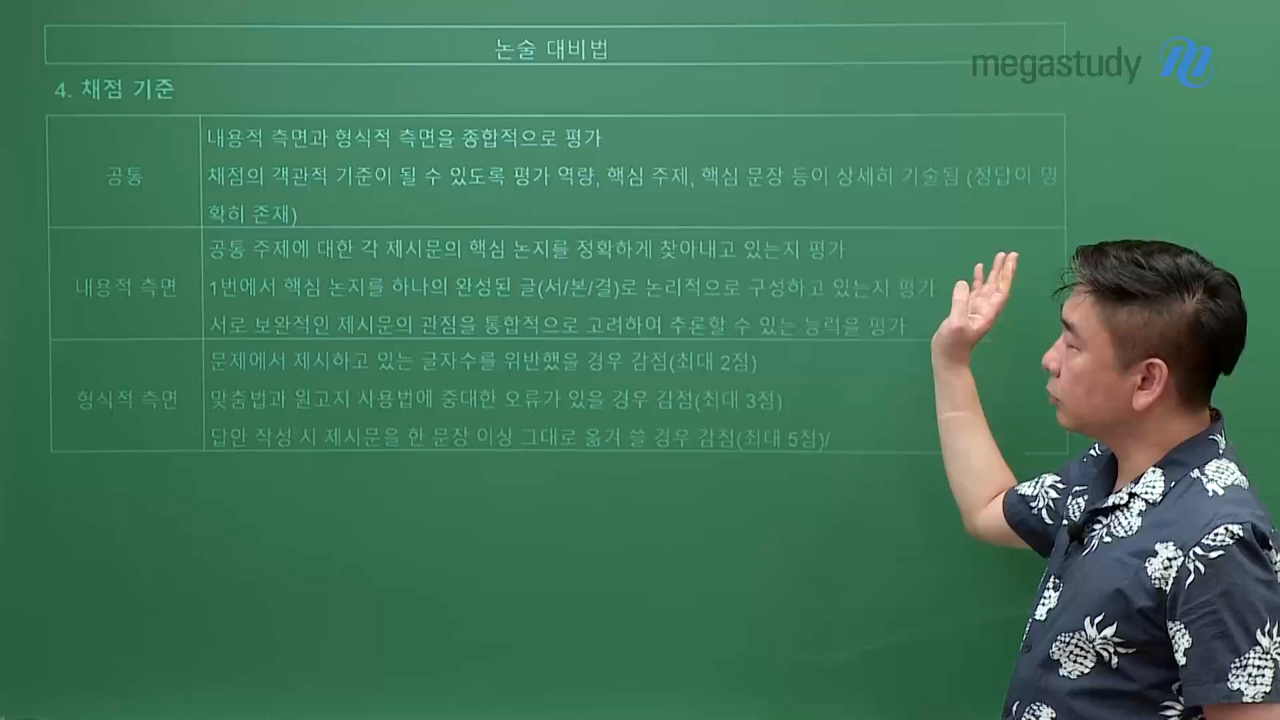 논술 대비법
megastudy
4. 채점 기준
공통
내용적 측면과 형식적 측면을 종합적으로 평가
채점의 객관적 기준이 될 수 있도록 평가 역량, 핵심 주제, 핵심 문장 등이 상세히 기술됨 (정답이 명
확히 존재)
내용적 측면
공통 주제에 대한 각 제시문의 핵심 논지를 정확하게 찾아내고 있는지 평가
1번에서 핵심 논지를 하나의 완성된 글(서/본/결)로 논리적으로 구성하고 있는지 평가
서로 보완적인 제시문의 관점을 통합적으로 고려하여 추론할 수 있는 능력을 평가
형식적 측면
문제에서 제시하고 있는 글자수를 위반했을 경우 감점(최대 2점)
맞춤법과 원고지 사용법에 중대한 오류가 있을 경우 감점(최대 3점)
답안 작성 시 제시문을 한 문장 이상 그대로 옮겨 쓸 경우 감점(최대 5점)/